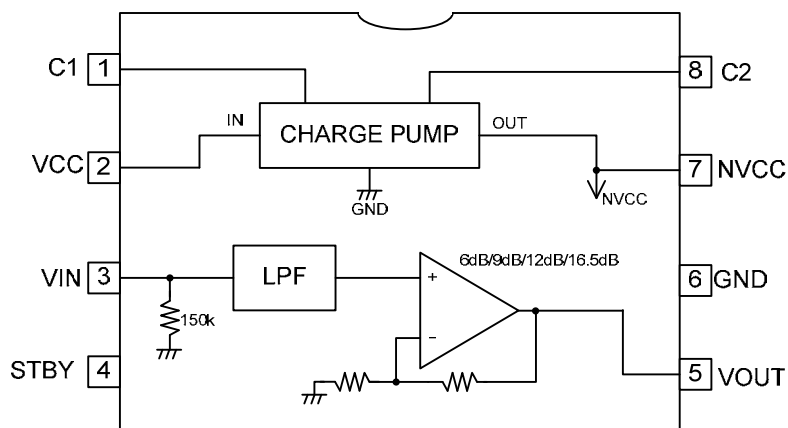 C1 1
8 C2
IN CHARGE PUMP OUT
VCC 2
7 NVCC
GND
NVCC
6dB/9dB/12dB/16.5dB
VIN 3
LPF
+
6 GND
150k
−
STBY 4
5 VOUT